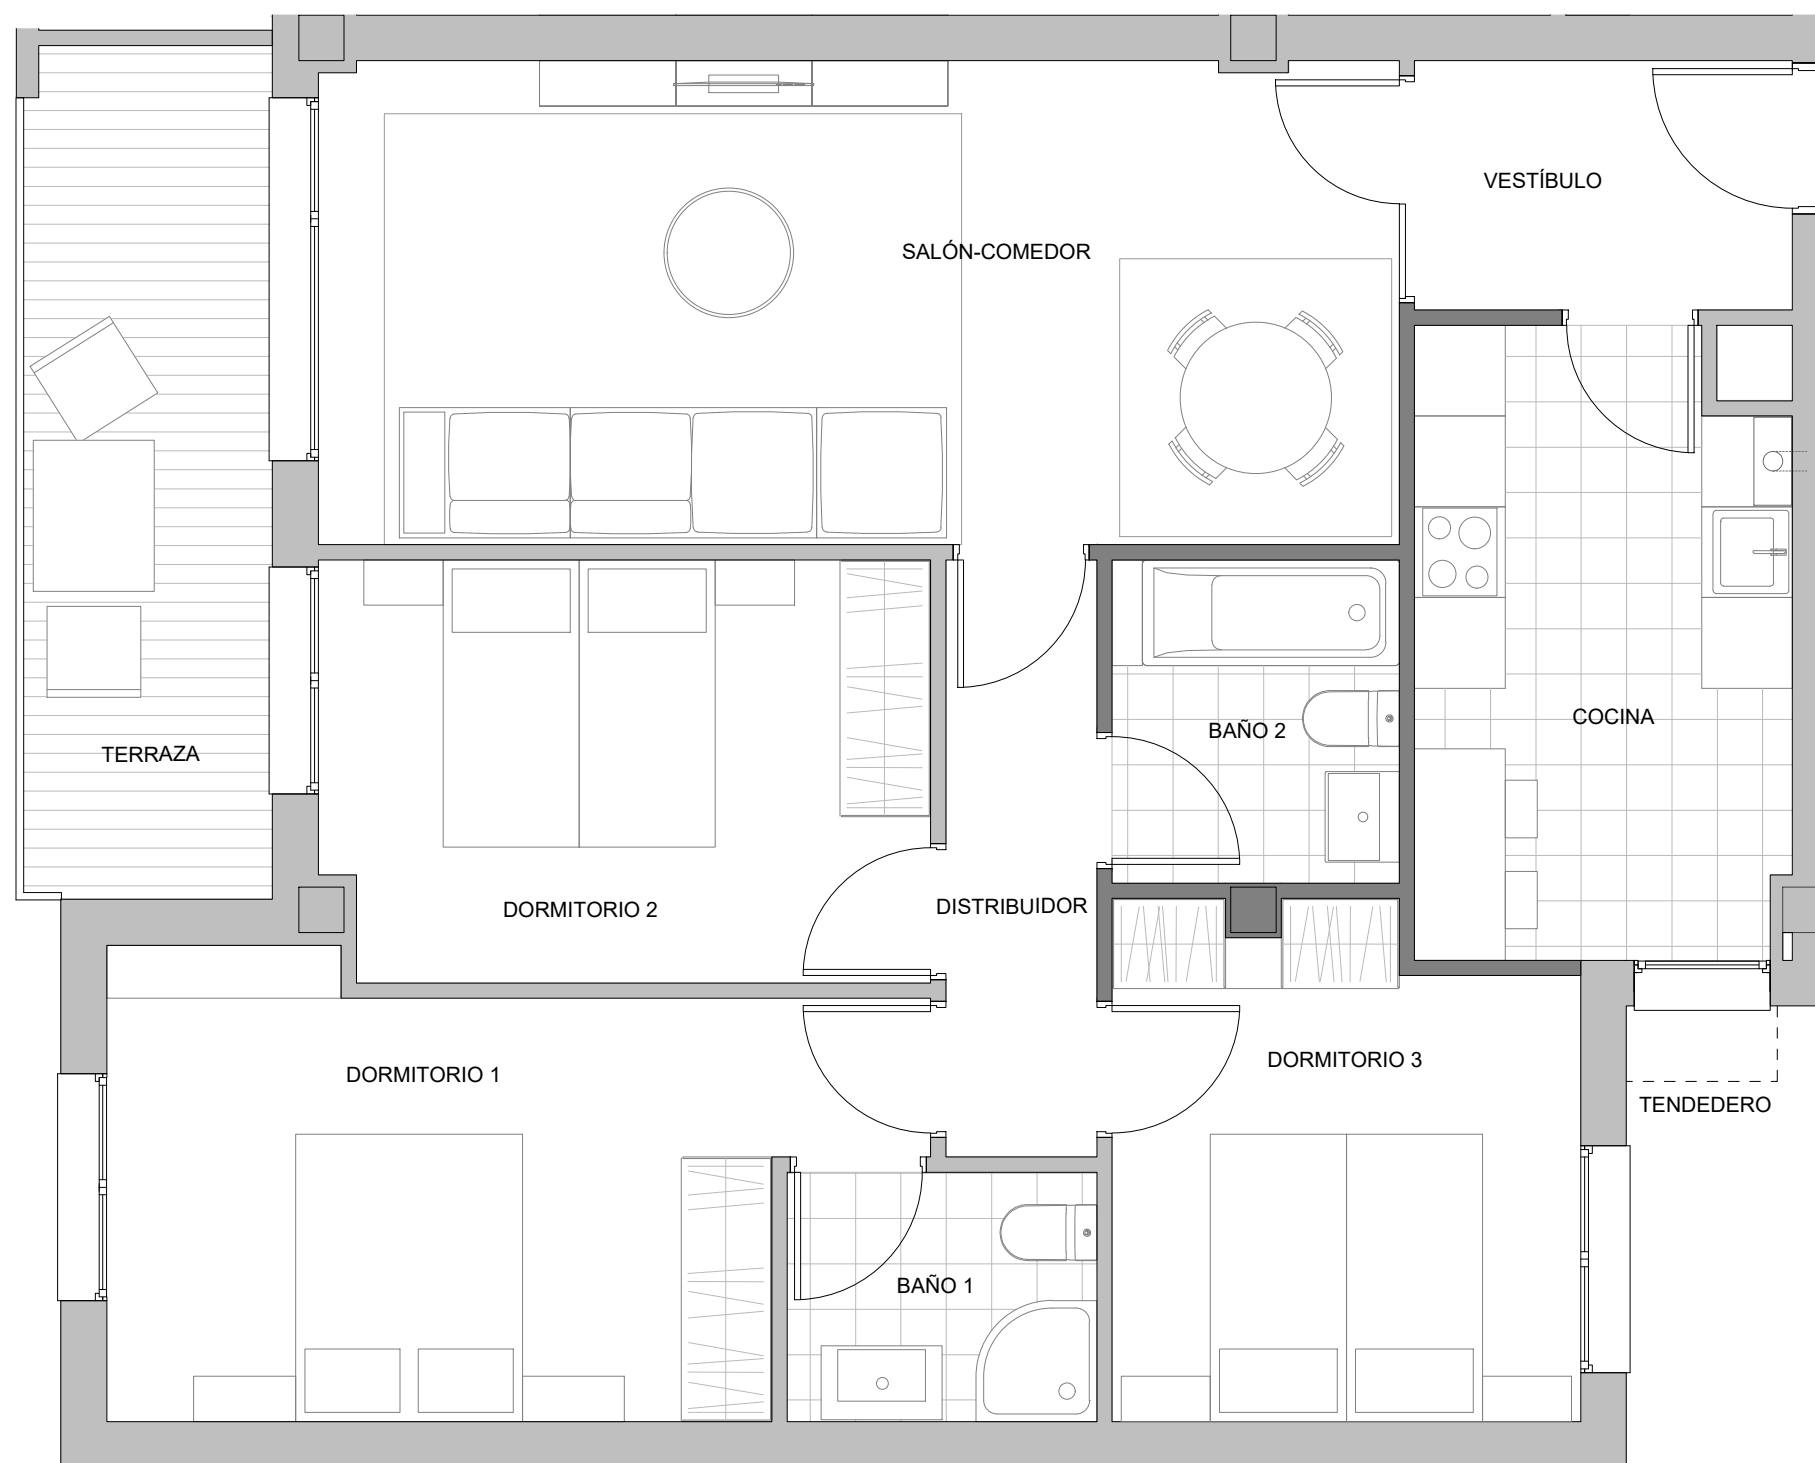 VESTÍBULO
SALÓN-COMEDOR
COCINA
BAÑO 2
TERRAZA
DORMITORIO 2
DISTRIBUIDOR
DORMITORIO 1
DORMITORIO 3
TENDEDERO
BAÑO 1